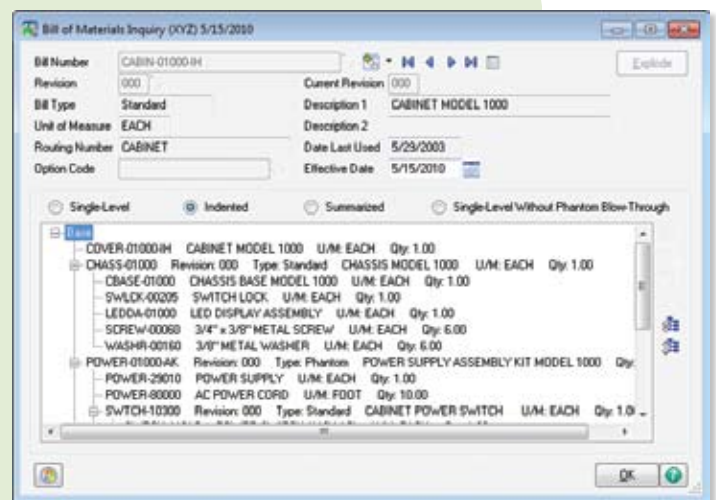 Bill of Materials Inquiry (XYZ) 5/15/2010
Bill Number CABIN-01000-IH Explode
Revision 000 Current Revision 000
Bill Type Standard Description 1 CABINET MODEL 1000
Unit of Measure EACH Description 2
Routing Number CABINET Date Last Used 5/29/2003
Option Code Effective Date 5/15/2010
Single-Level Indented Summarized Single-Level Without Phantom Blow-Through
Base
COVER-01000-IH CABINET MODEL 1000 U/M: EACH Qty: 1.00
CHASS-01000 Revision: 000 Type: Standard CHASSIS MODEL 1000 U/M: EACH Qty: 1.00
CBASE-01000 CHASSIS BASE MODEL 1000 U/M: EACH Qty: 1.00
SWLCK-00205 SWITCH LOCK U/M: EACH Qty: 1.00
LEDDA-01000 LED DISPLAY ASSEMBLY U/M: EACH Qty: 1.00
SCREW-00060 3/4" x 3/8" METAL SCREW U/M: EACH Qty: 6.00
WASHR-00160 3/8" METAL WASHER U/M: EACH Qty: 6.00
POWER-01000-AK Revision: 000 Type: Phantom POWER SUPPLY ASSEMBLY KIT MODEL 1000 Qty:
POWER-29010 POWER SUPPLY U/M: EACH Qty: 1.00
POWER-80000 AC POWER CORD U/M: FOOT Qty: 10.00
SWTCH-10300 Revision: 000 Type: Standard CABINET POWER SWITCH U/M: EACH Qty: 1.0
OK